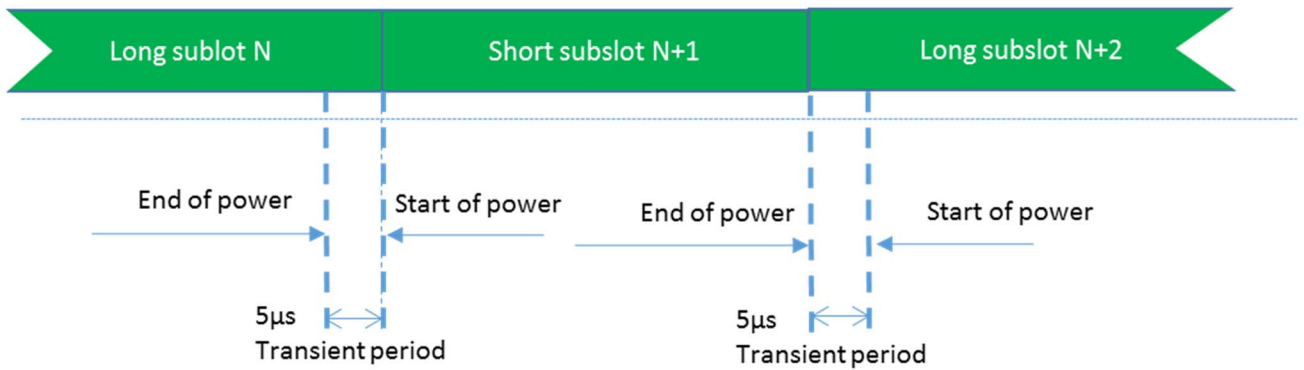 Long sublot N
Short subslot N+1
Long subslot N+2
End of power
Start of power
End of power
Start of power
5µs
Transient period
5µs
Transient period